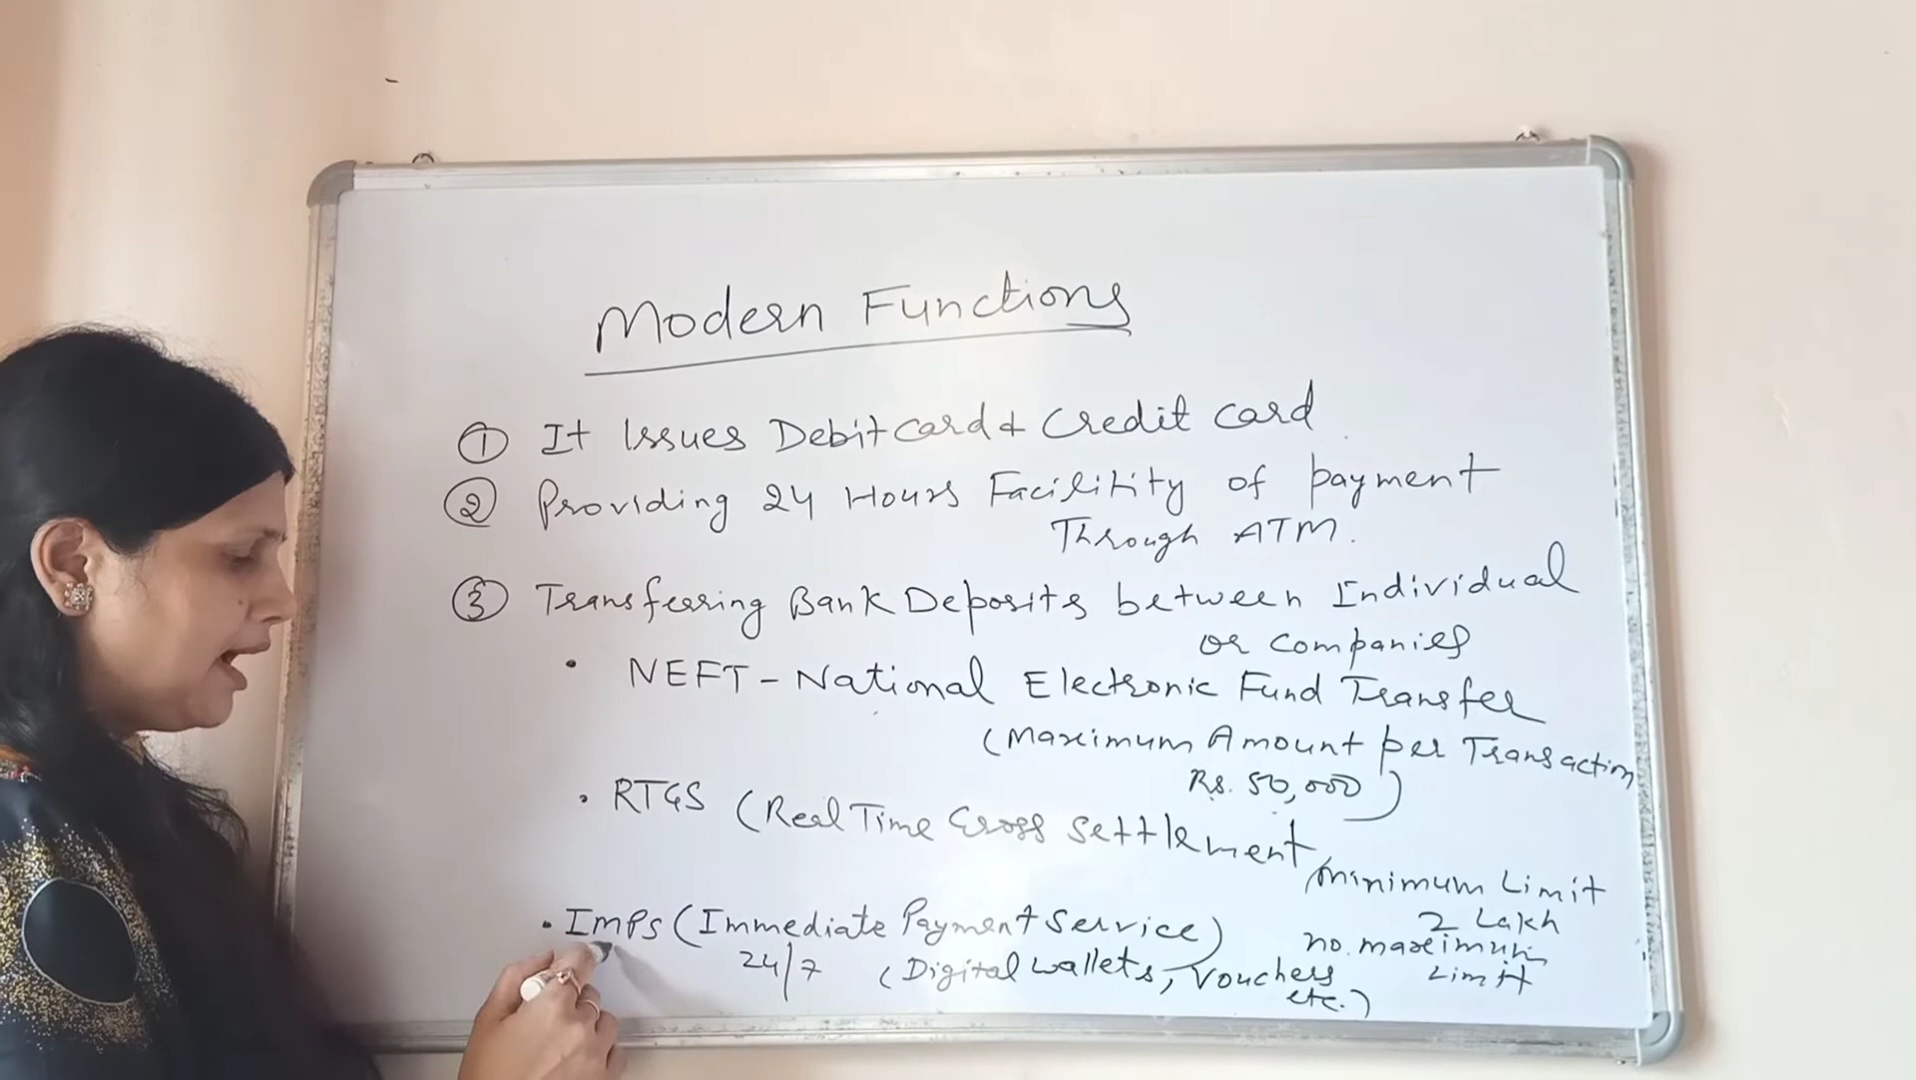 Modern Functions
① It Issues Debit Card & Credit Card
② Providing 24 Hours Facilitity of payment
Through ATM.
③ Transferring Bank Deposits between Individual
or Companies
• NEFT - National Electronic Fund Transfer
(Maximum Amount per Transaction
Rs. 50,000)
• RTGS (Real Time Gross Settlement
minimum Limit
2 Lakh
no. maximum
Limit
• IMPS (Immediate Payment Service)
24/7 (Digital wallets, Vouchers
etc.)